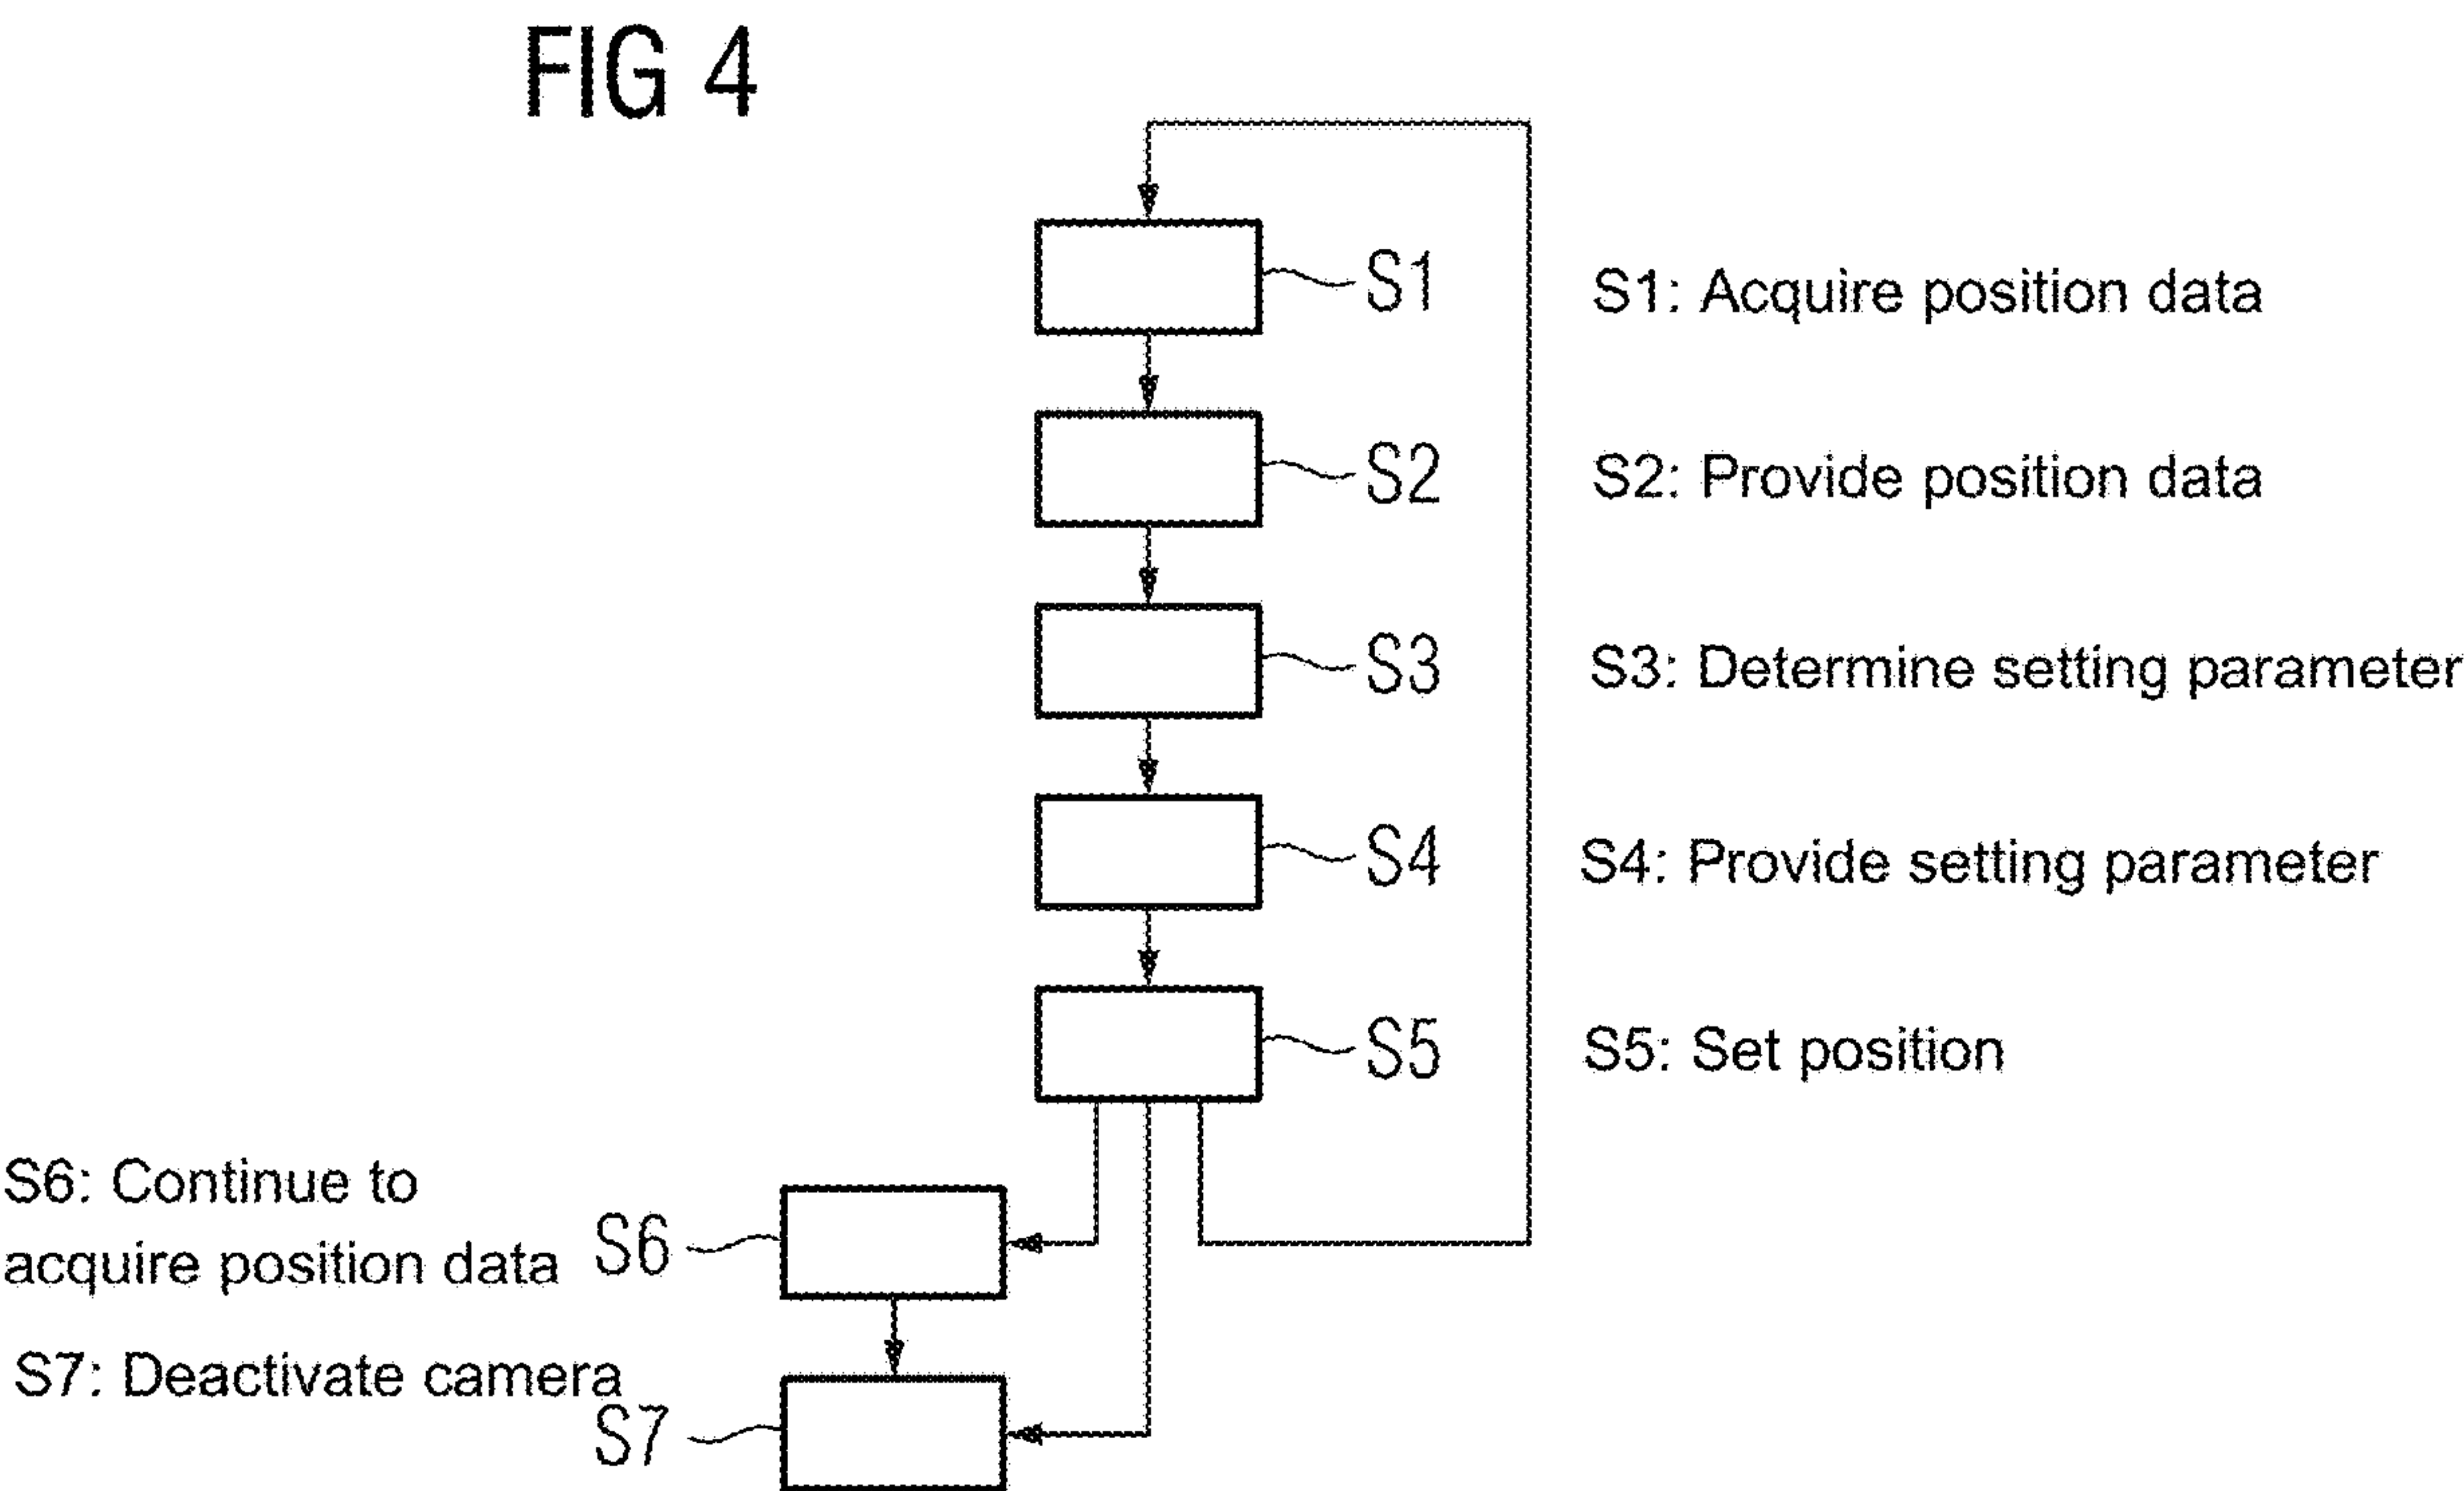 FIG 4
S1
S1: Acquire position data
S2
S2: Provide position data
S3
S3: Determine setting parameter
S4
S4: Provide setting parameter
S5
S5: Set position
S6: Continue to
acquire position data
S6
S7: Deactivate camera
S7